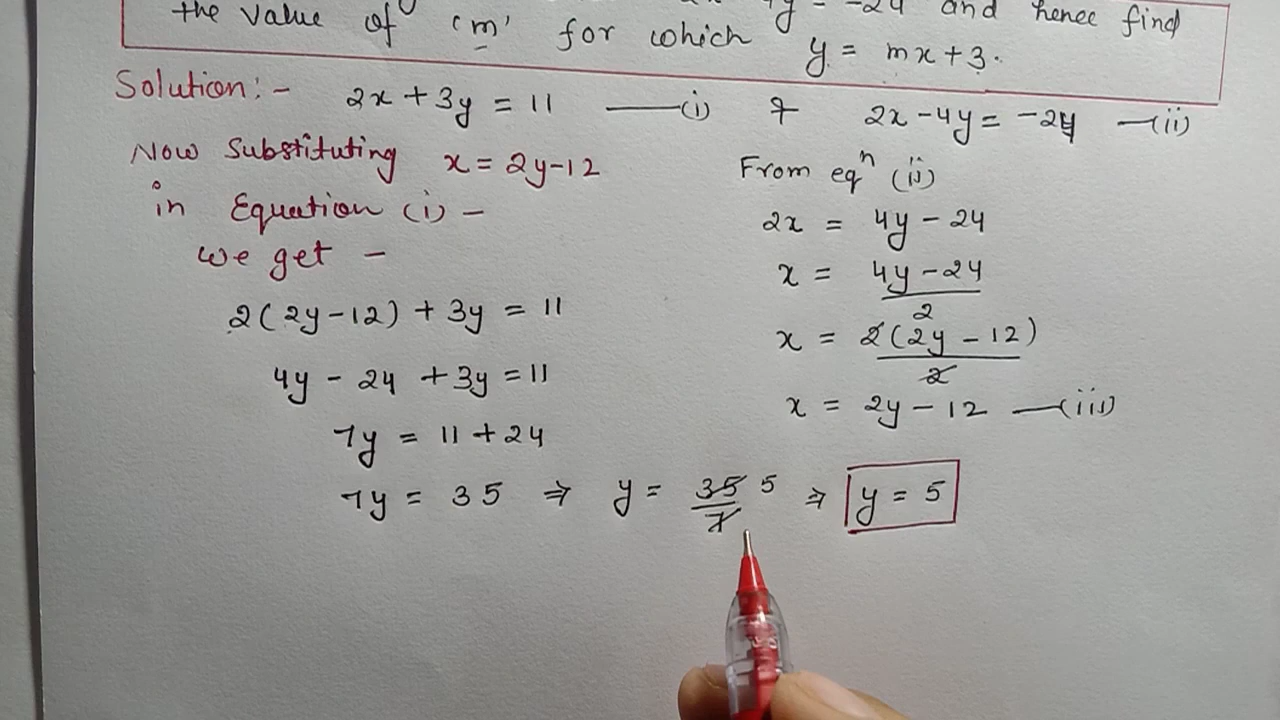 y = -24 and hence find
the value of 'm' for which y = mx+3.
Solution:- 2x + 3y = 11 —(i) & 2x - 4y = -24 —(ii)
Now Substituting x = 2y-12
in Equation (i) -
we get -
2(2y-12) + 3y = 11
4y - 24 + 3y = 11
7y = 11 + 24
7y = 35 ⇒ y = 35/7 5 ⇒ y = 5
From eqⁿ (ii)
2x = 4y - 24
x = 4y - 24/2
x = 2(2y - 12)/2
x = 2y - 12 —(iii)